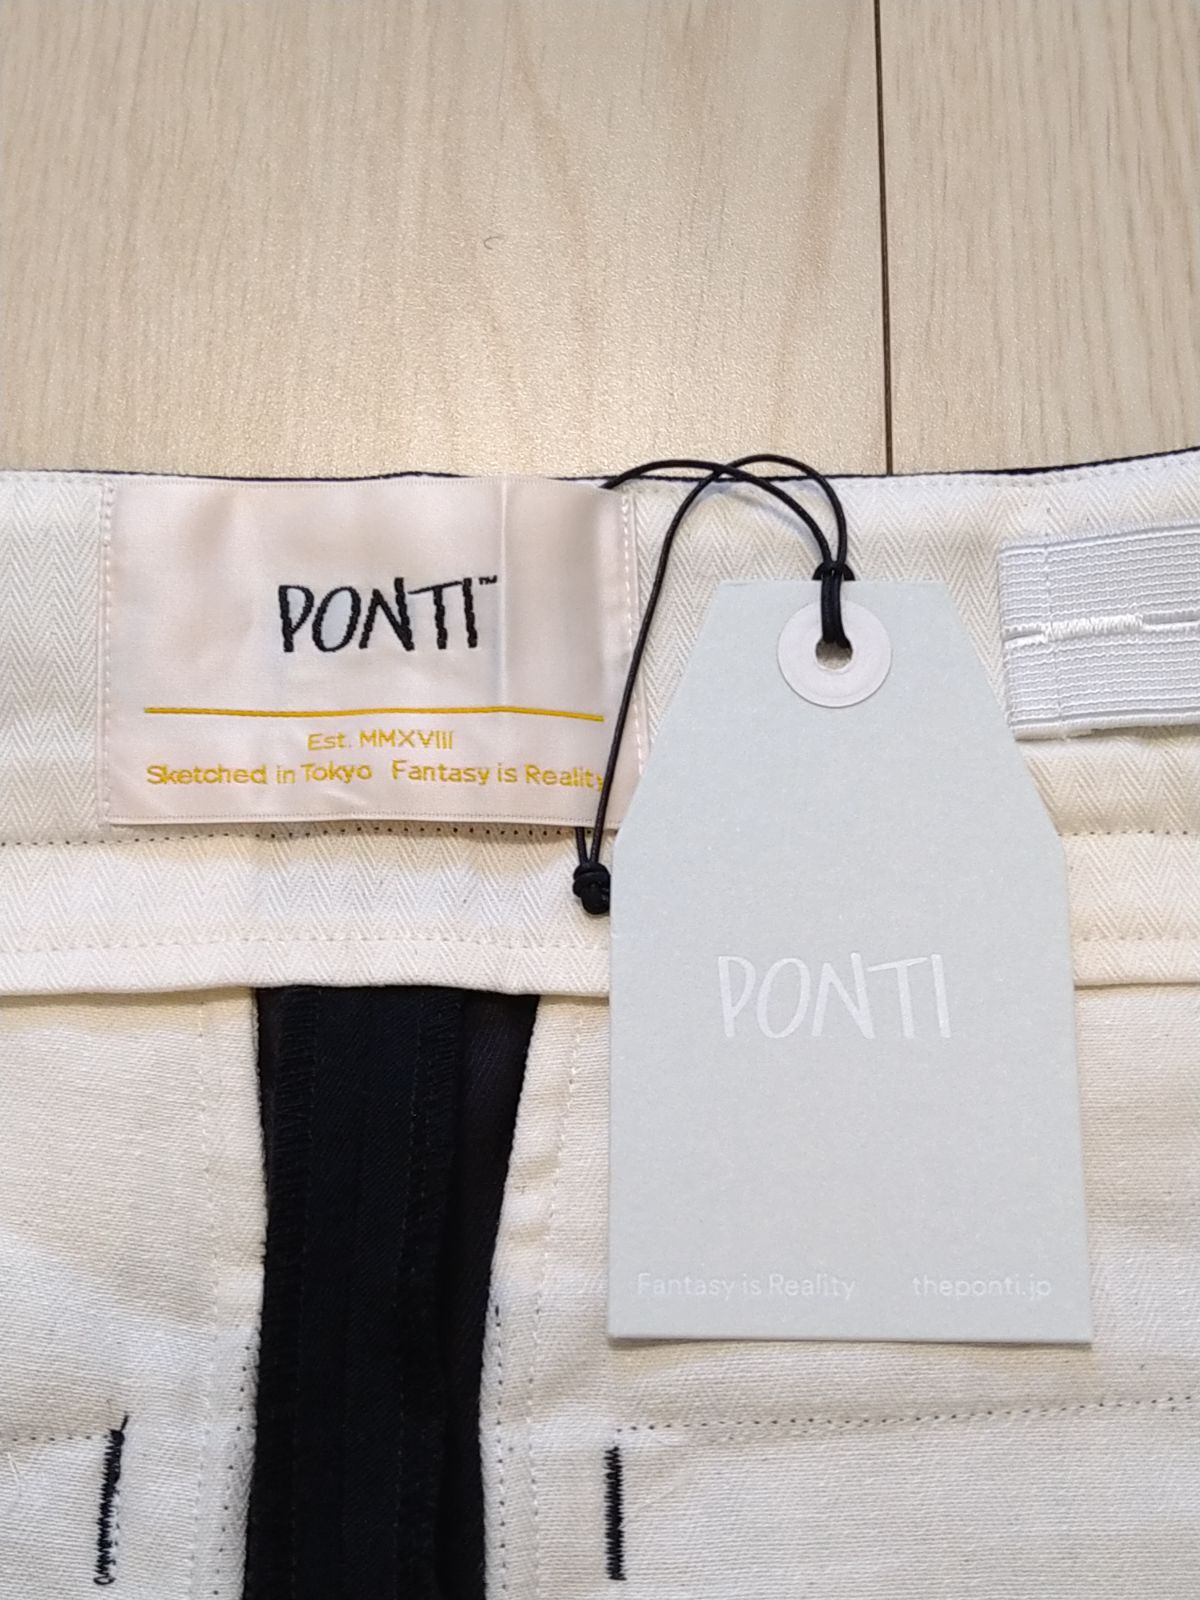 PONTI™
Est. MMXVIII
Sketched in Tokyo Fantasy is Reality
PONTI
Fantasy is Reality theponti.jp